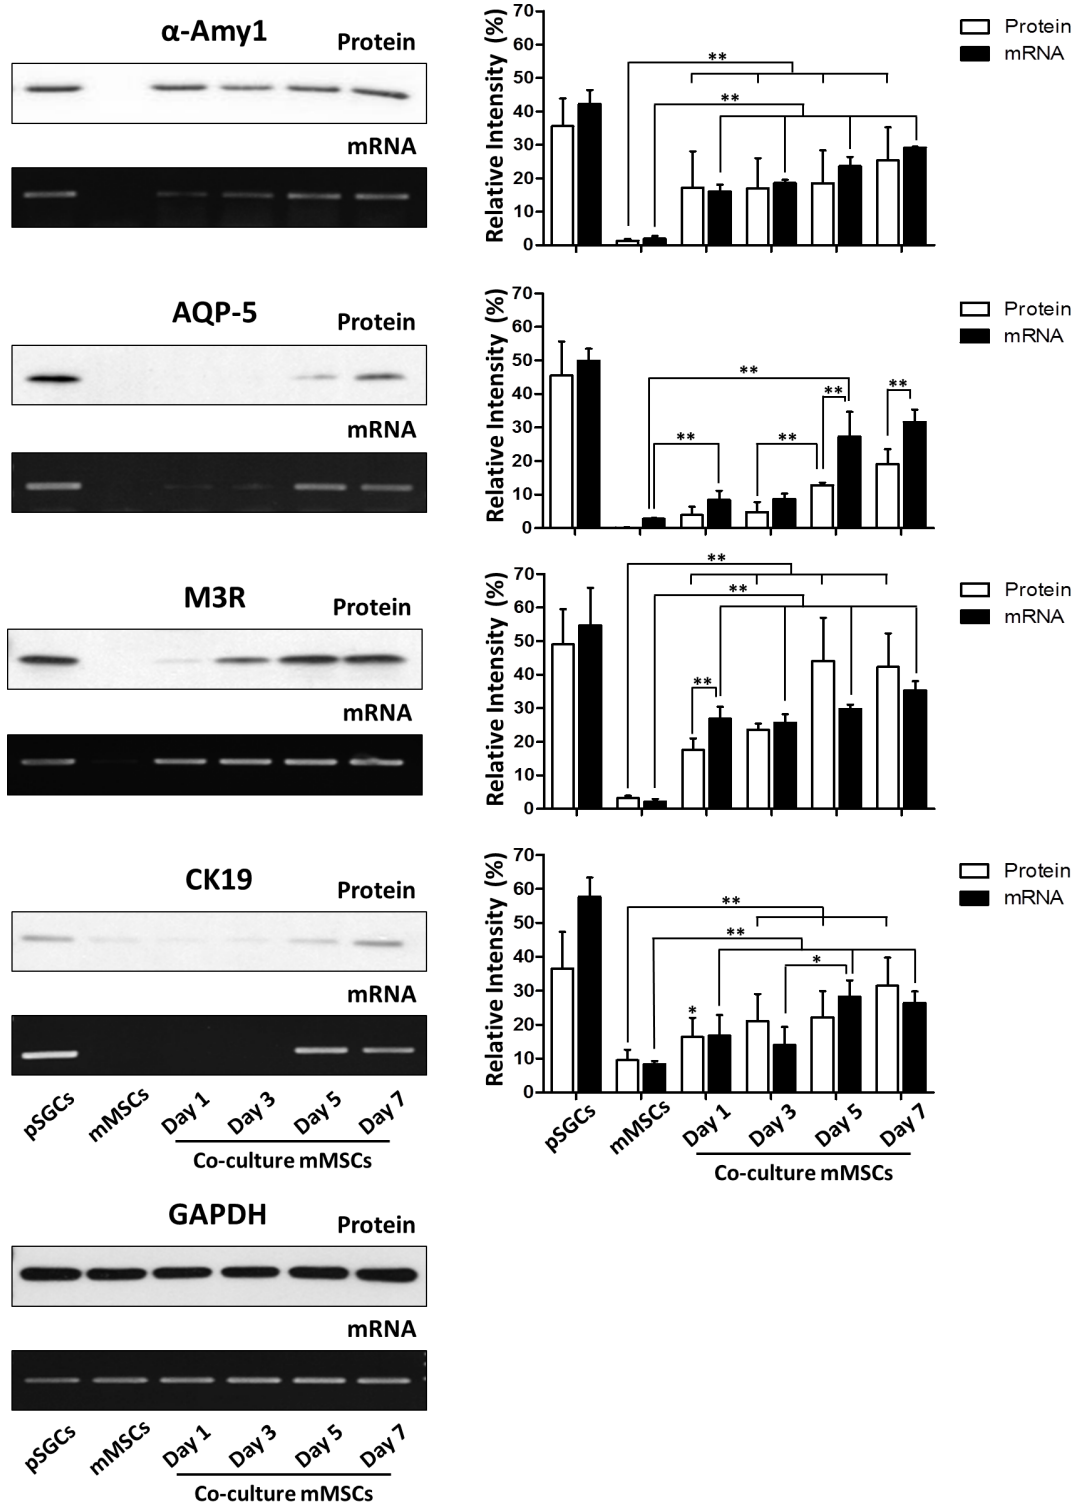 α-Amy1
Protein
mRNA
Relative Intensity (%)
70
60
50
40
30
20
10
0
**
**
Protein
mRNA
AQP-5
Protein
mRNA
Relative Intensity (%)
70
60
50
40
30
20
10
0
**
**
**
**
**
Protein
mRNA
M3R
Protein
mRNA
Relative Intensity (%)
70
60
50
40
30
20
10
0
**
**
**
Protein
mRNA
CK19
Protein
mRNA
pSGCs mMSCs Day 1 Day 3 Day 5 Day 7
Co-culture mMSCs
Relative Intensity (%)
70
60
50
40
30
20
10
0
**
**
*
*
Protein
mRNA
pSGCs mMSCs Day 1 Day 3 Day 5 Day 7
Co-culture mMSCs
GAPDH
Protein
mRNA
pSGCs mMSCs Day 1 Day 3 Day 5 Day 7
Co-culture mMSCs